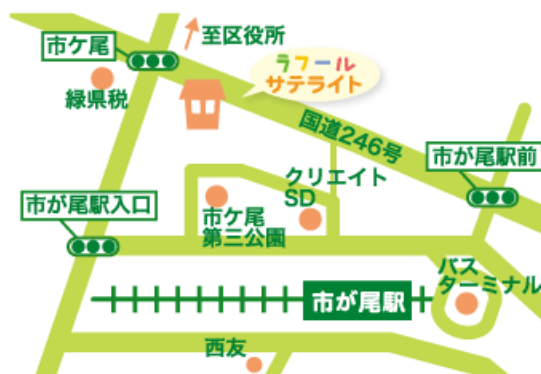 市ケ尾
至区役所
ラフール
サテライト
緑県税
国道246号
市が尾駅前
クリエイト
SD
市が尾駅入口
市ケ尾
第三公園
バス
ターミナル
市が尾駅
西友